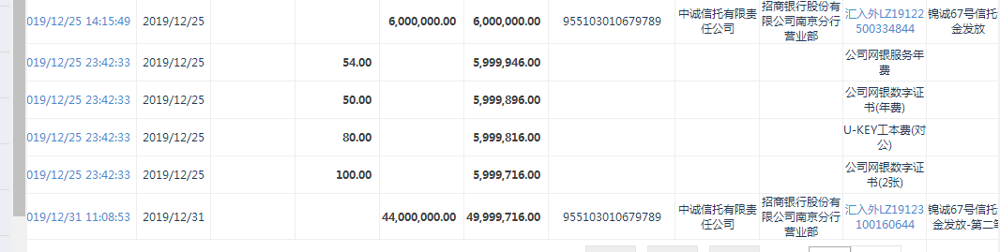 019/12/25 14:15:49 2019/12/25 6,000,000.00 6,000,000.00 955103010679789 中诚信托有限责任公司 招商银行股份有限公司南京分行营业部 汇入外LZ19122500334844 锦诚67号信托金发放
019/12/25 23:42:33 2019/12/25 54.00 5,999,946.00 公司网银服务年费
019/12/25 23:42:33 2019/12/25 50.00 5,999,896.00 公司网银数字证书(年费)
019/12/25 23:42:33 2019/12/25 80.00 5,999,816.00 U-KEY工本费(对公)
019/12/25 23:42:33 2019/12/25 100.00 5,999,716.00 公司网银数字证书(2张)
019/12/31 11:08:53 2019/12/31 44,000,000.00 49,999,716.00 955103010679789 中诚信托有限责任公司 招商银行股份有限公司南京分行营业部 汇入外LZ19123100160644 锦诚67号信托金发放-第二笔